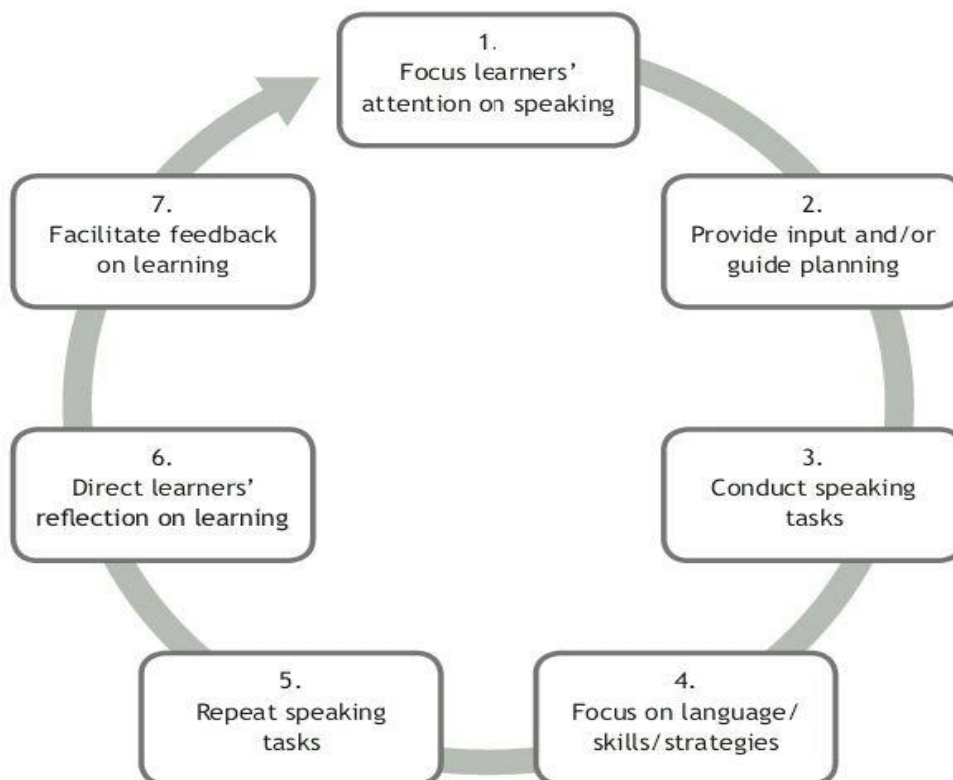 1.
Focus learners’
attention on speaking
2.
Provide input and/or
guide planning
3.
Conduct speaking
tasks
4.
Focus on language/
skills/strategies
5.
Repeat speaking
tasks
6.
Direct learners’
reflection on learning
7.
Facilitate feedback
on learning